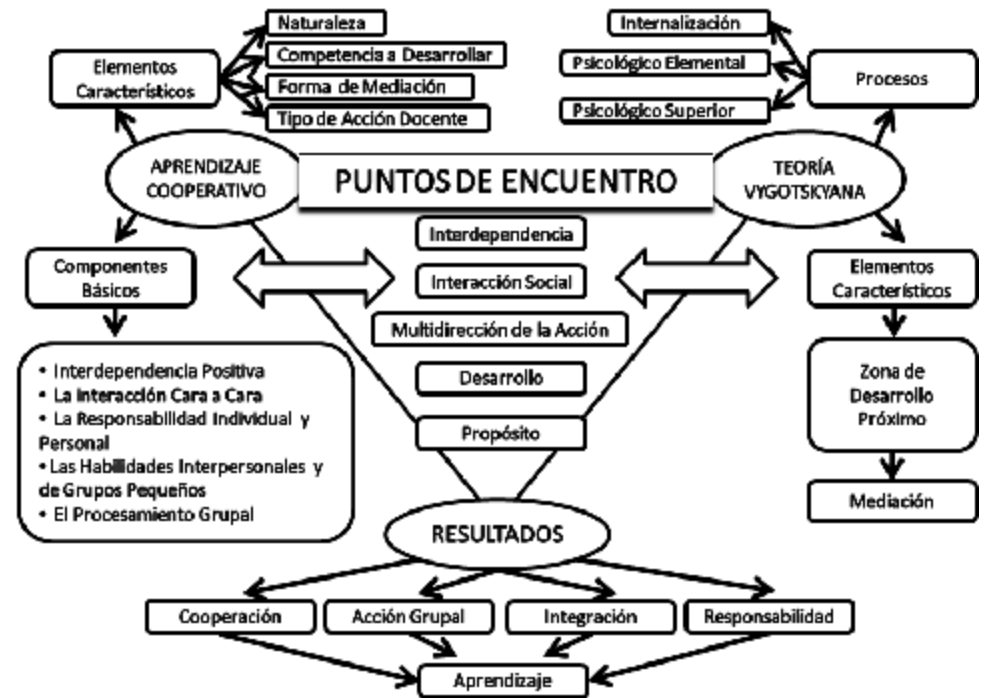 Naturaleza
Competencia a Desarrollar
Forma de Mediación
Tipo de Acción Docente
Elementos
Característicos
Internalización
Psicológico Elemental
Psicológico Superior
Procesos
APRENDIZAJE
COOPERATIVO
PUNTOS DE ENCUENTRO
TEORÍA
VYGOTSKYANA
Interdependencia
Interacción Social
Multidirección de la Acción
Desarrollo
Propósito
Componentes
Básicos
• Interdependencia Positiva
• La Interacción Cara a Cara
• La Responsabilidad Individual y
Personal
• Las Habilidades Interpersonales y
de Grupos Pequeños
• El Procesamiento Grupal
Elementos
Característicos
Zona de
Desarrollo
Próximo
Mediación
RESULTADOS
Cooperación
Acción Grupal
Integración
Responsabilidad
Aprendizaje